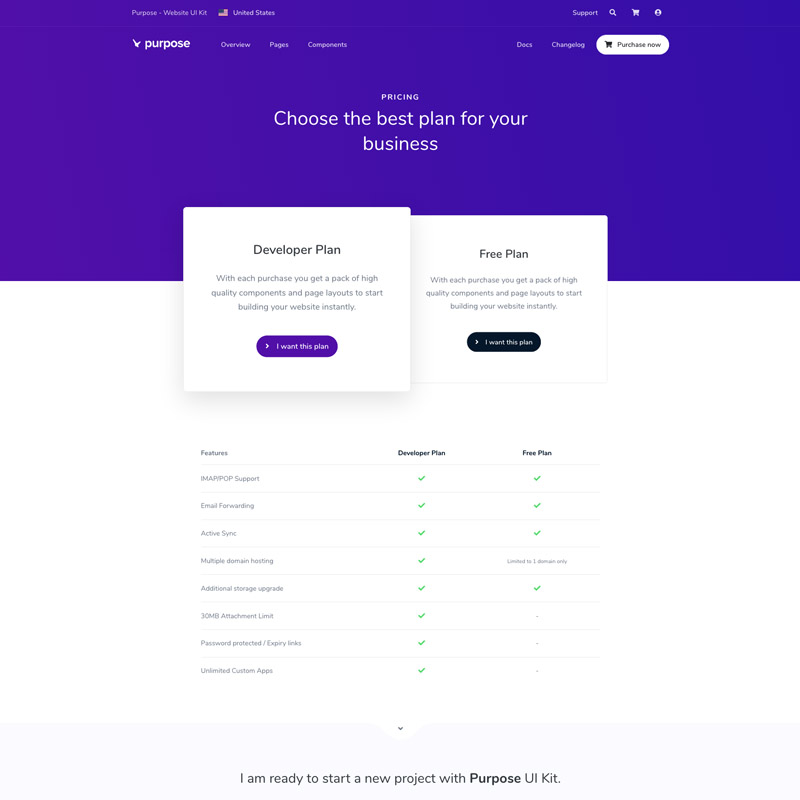 Purpose - Website UI Kit
United States
Support
purpose
Overview
Pages
Components
Docs
Changelog
Purchase now
PRICING
Choose the best plan for your
business
Developer Plan
With each purchase you get a pack of high
quality components and page layouts to start
building your website instantly.
I want this plan
Free Plan
With each purchase you get a pack of high
quality components and page layouts to start
building your website instantly.
I want this plan
Features Developer Plan Free Plan
IMAP/POP Support
Email Forwarding
Active Sync
Multiple domain hosting Limited to 1 domain only
Additional storage upgrade
30MB Attachment Limit -
Password protected / Expiry links -
Unlimited Custom Apps -
I am ready to start a new project with Purpose UI Kit.